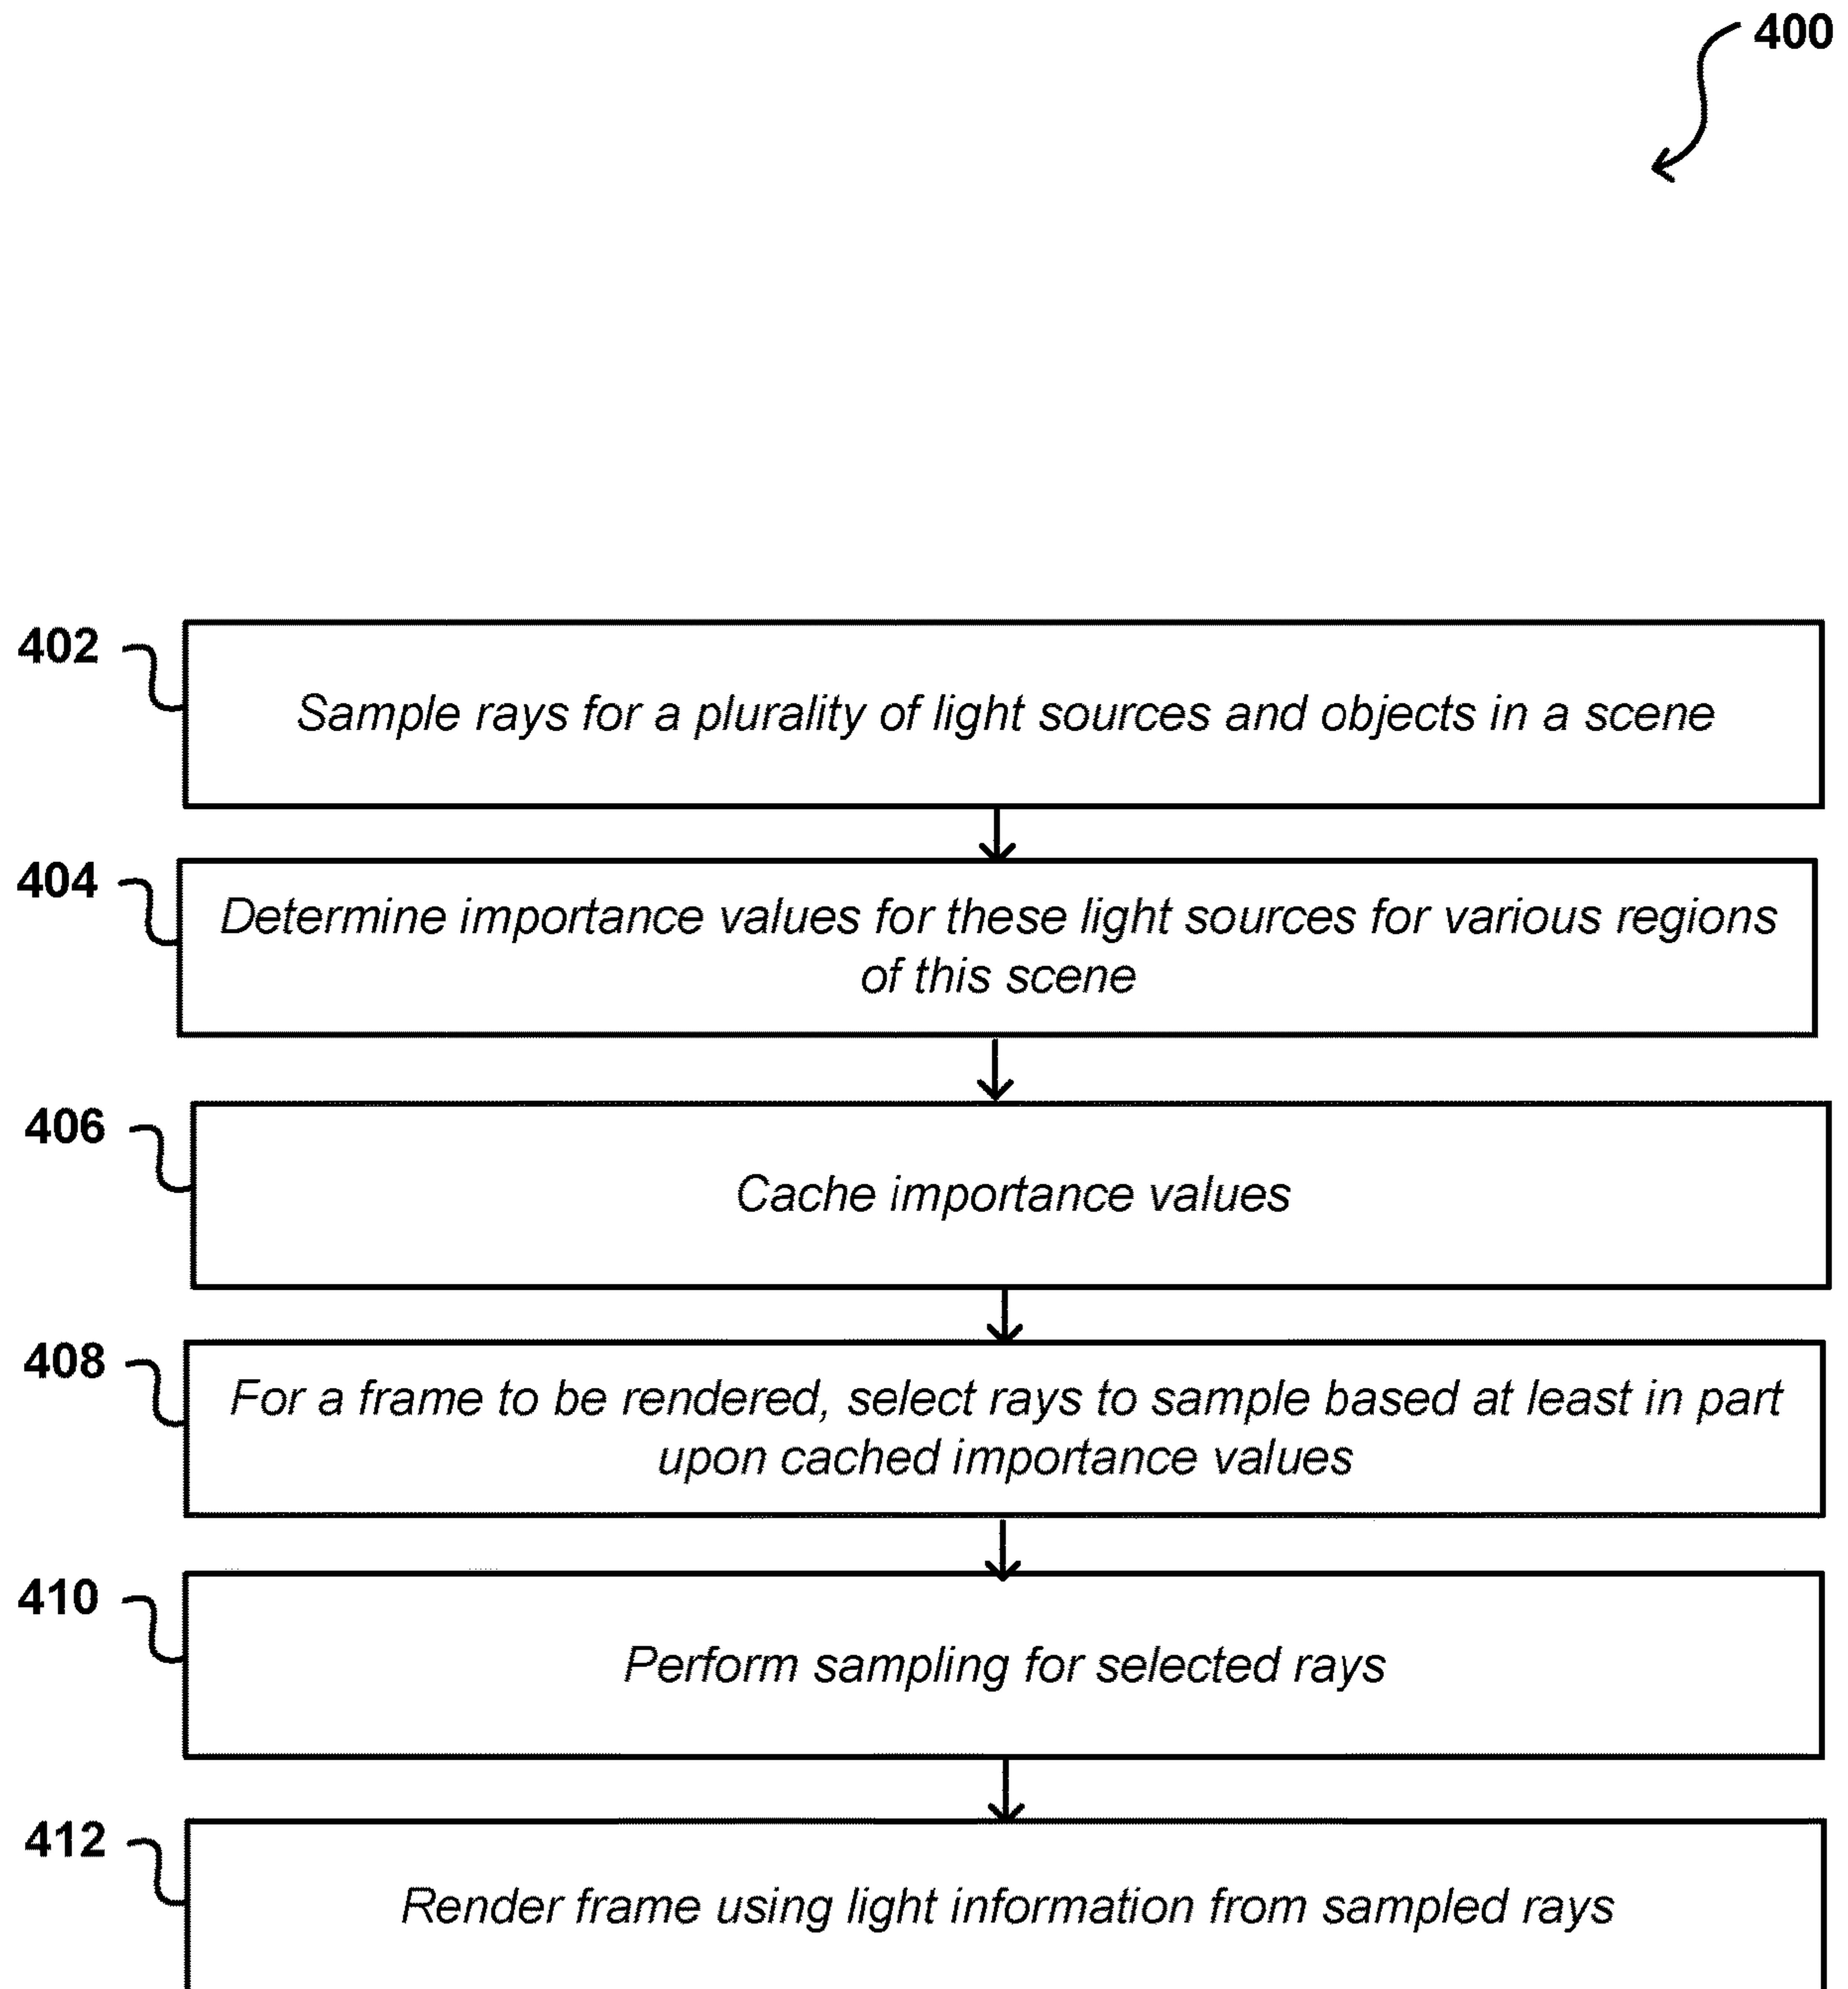 400
402
Sample rays for a plurality of light sources and objects in a scene
404
Determine importance values for these light sources for various regions
of this scene
406
Cache importance values
408
For a frame to be rendered, select rays to sample based at least in part
upon cached importance values
410
Perform sampling for selected rays
412
Render frame using light information from sampled rays